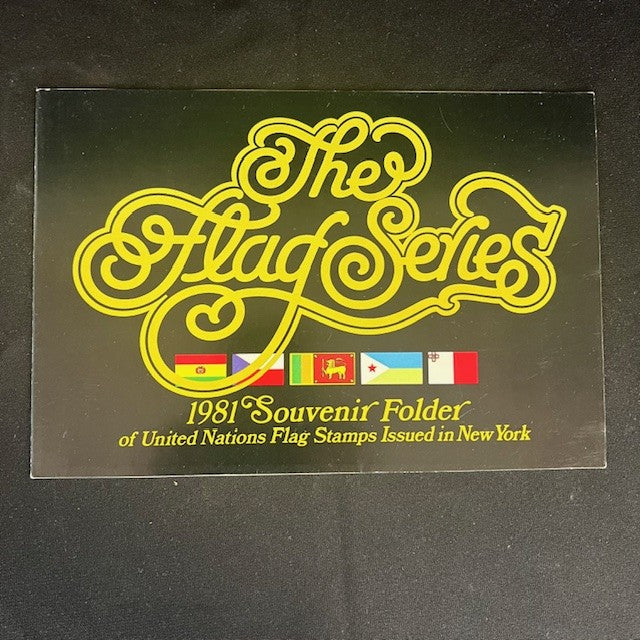 The
Flag Series
1981 Souvenir Folder
of United Nations Flag Stamps Issued in New York